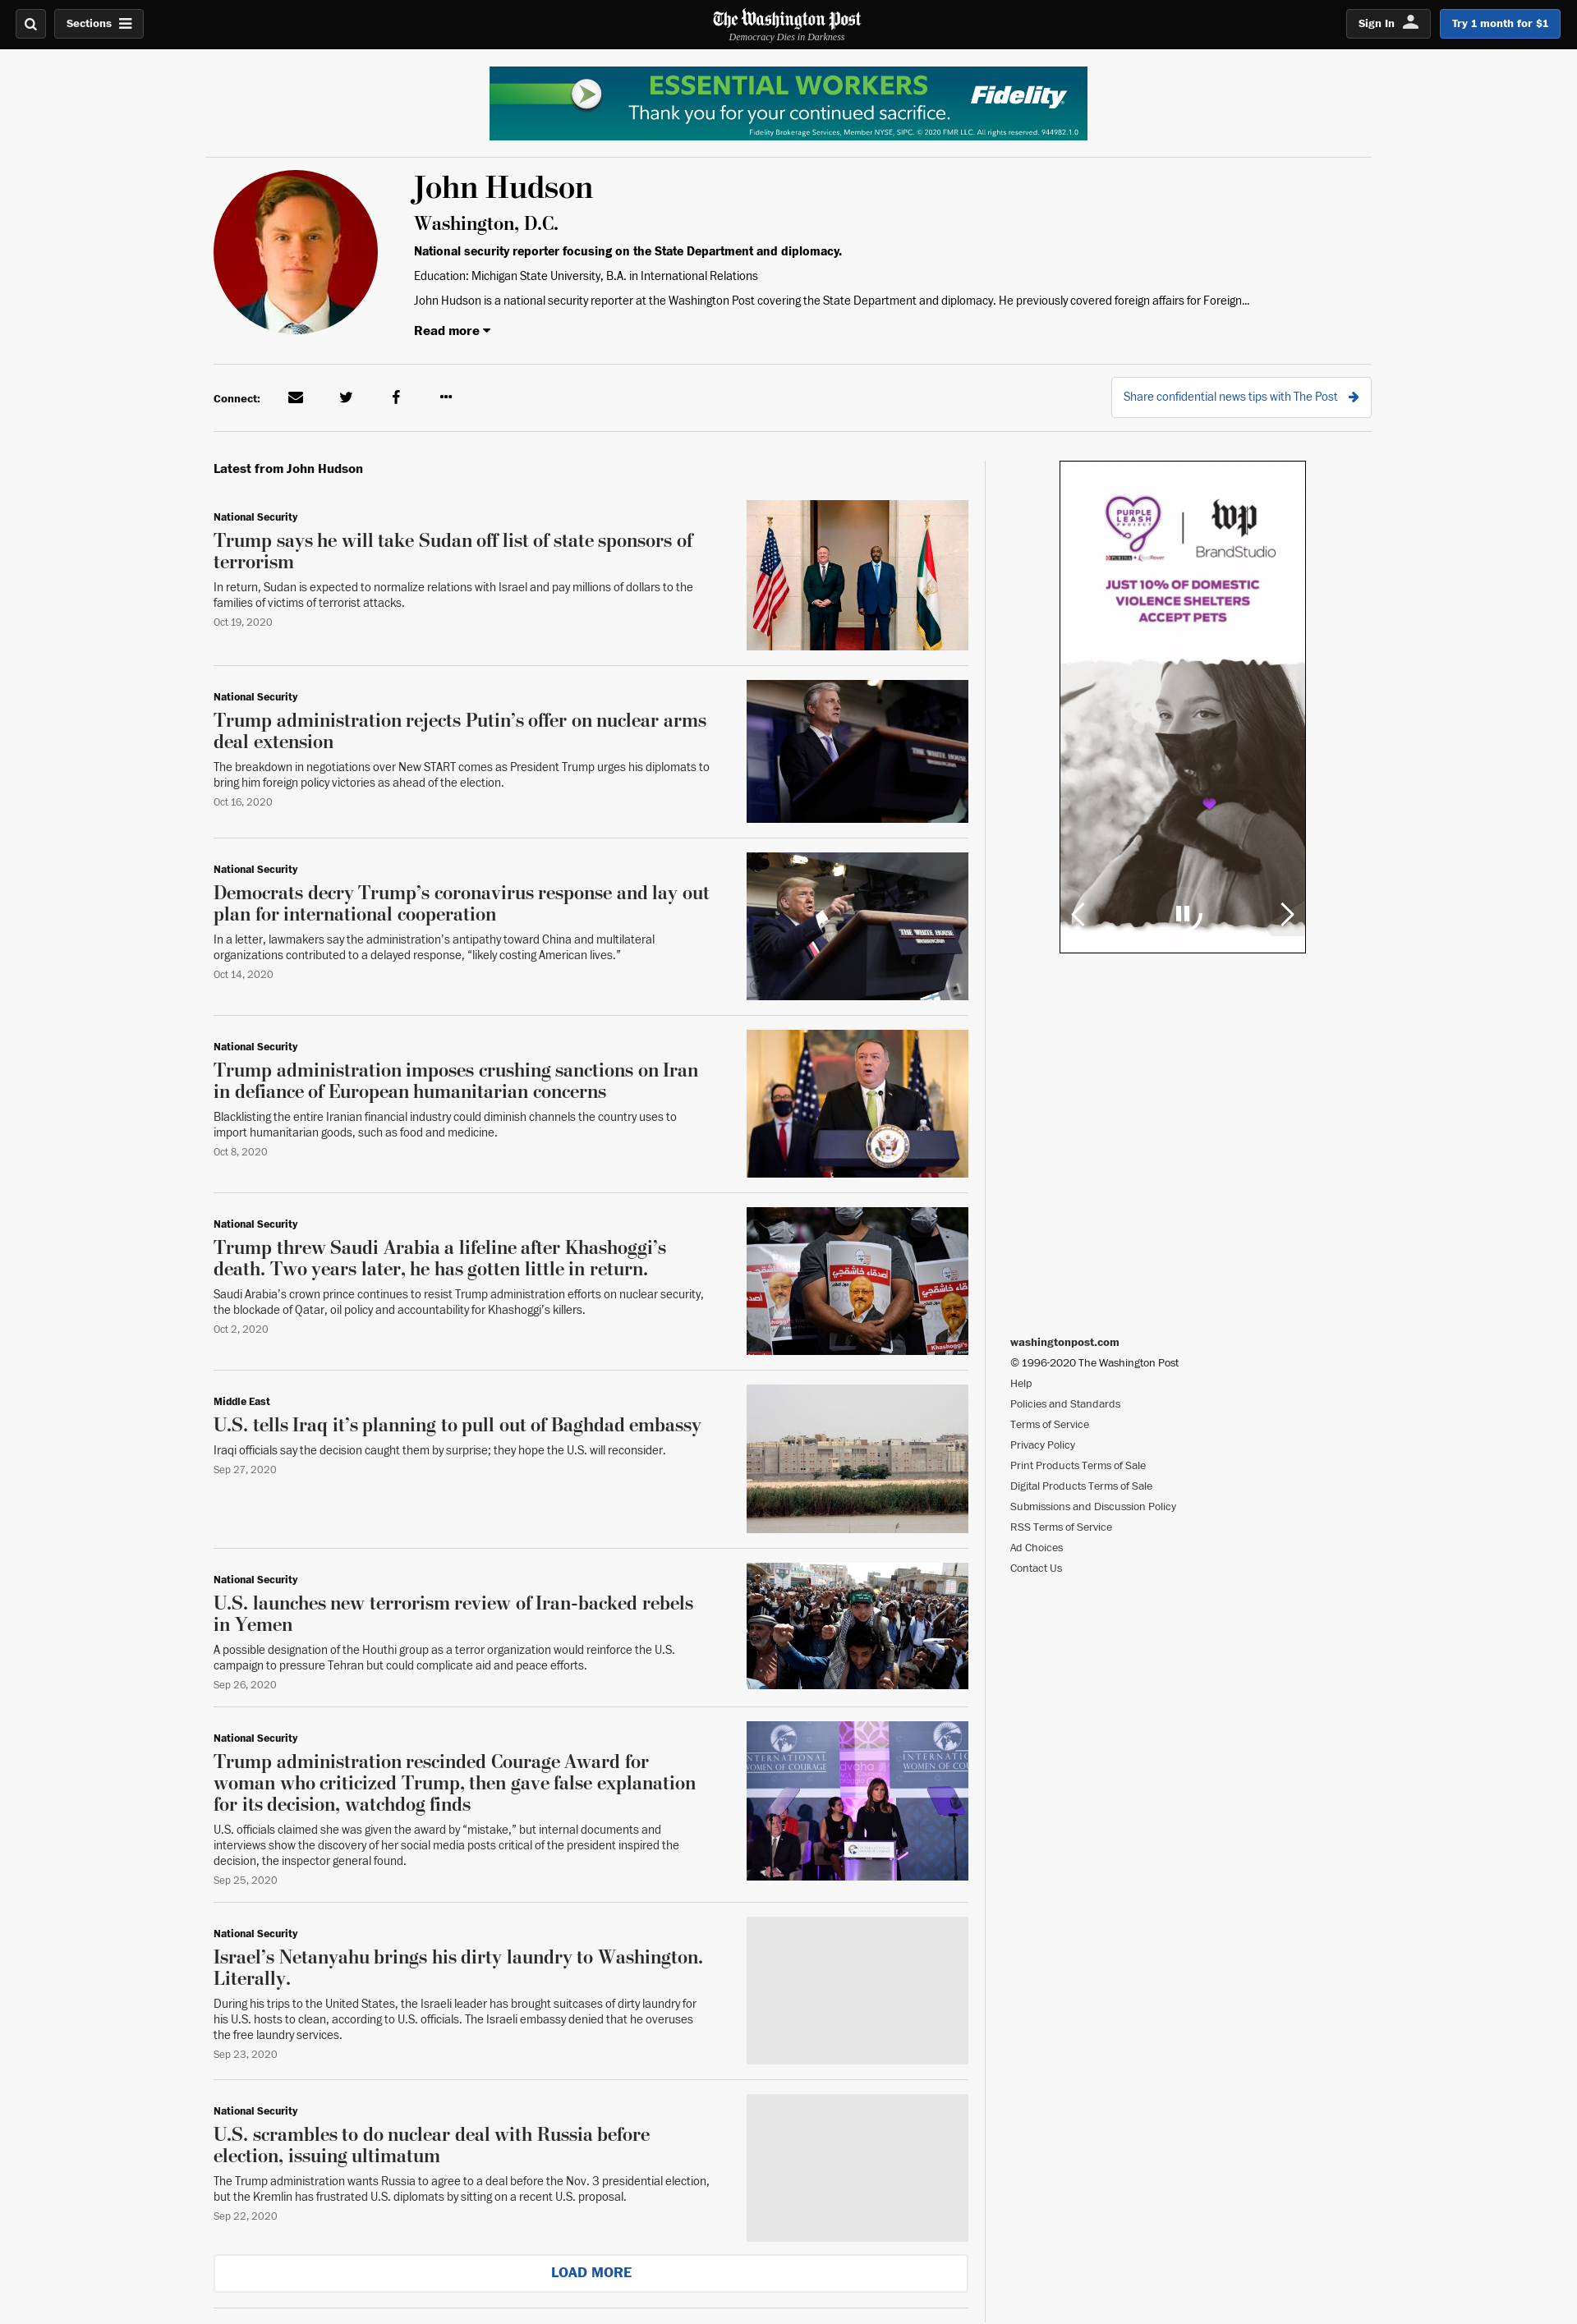 Sections
The Washington Post
Democracy Dies in Darkness
Sign In
Try 1 month for $1
ESSENTIAL WORKERS
Thank you for your continued sacrifice.
Fidelity
Fidelity Brokerage Services, Member NYSE, SIPC. © 2020 FMR LLC. All rights reserved. 944982.1.0
John Hudson
Washington, D.C.
National security reporter focusing on the State Department and diplomacy.
Education: Michigan State University, B.A. in International Relations
John Hudson is a national security reporter at the Washington Post covering the State Department and diplomacy. He previously covered foreign affairs for Foreign...
Read more
Connect:
Share confidential news tips with The Post
Latest from John Hudson
National Security
Trump says he will take Sudan off list of state sponsors of
terrorism
In return, Sudan is expected to normalize relations with Israel and pay millions of dollars to the
families of victims of terrorist attacks.
Oct 19, 2020
National Security
Trump administration rejects Putin’s offer on nuclear arms
deal extension
The breakdown in negotiations over New START comes as President Trump urges his diplomats to
bring him foreign policy victories as ahead of the election.
Oct 16, 2020
THE WHITE HOUSE
WASHINGTON
National Security
Democrats decry Trump’s coronavirus response and lay out
plan for international cooperation
In a letter, lawmakers say the administration’s antipathy toward China and multilateral
organizations contributed to a delayed response, “likely costing American lives.”
Oct 14, 2020
THE WHITE HOUSE
WASHINGTON
National Security
Trump administration imposes crushing sanctions on Iran
in defiance of European humanitarian concerns
Blacklisting the entire Iranian financial industry could diminish channels the country uses to
import humanitarian goods, such as food and medicine.
Oct 8, 2020
National Security
Trump threw Saudi Arabia a lifeline after Khashoggi’s
death. Two years later, he has gotten little in return.
Saudi Arabia’s crown prince continues to resist Trump administration efforts on nuclear security,
the blockade of Qatar, oil policy and accountability for Khashoggi’s killers.
Oct 2, 2020
أصدقاء خاشقجي
Khashoggi's
Middle East
U.S. tells Iraq it’s planning to pull out of Baghdad embassy
Iraqi officials say the decision caught them by surprise; they hope the U.S. will reconsider.
Sep 27, 2020
National Security
U.S. launches new terrorism review of Iran-backed rebels
in Yemen
A possible designation of the Houthi group as a terror organization would reinforce the U.S.
campaign to pressure Tehran but could complicate aid and peace efforts.
Sep 26, 2020
National Security
Trump administration rescinded Courage Award for
woman who criticized Trump, then gave false explanation
for its decision, watchdog finds
U.S. officials claimed she was given the award by “mistake,” but internal documents and
interviews show the discovery of her social media posts critical of the president inspired the
decision, the inspector general found.
Sep 25, 2020
INTERNATIONAL
WOMEN OF COURAGE
INTERNATIONAL
WOMEN OF COU
National Security
Israel’s Netanyahu brings his dirty laundry to Washington.
Literally.
During his trips to the United States, the Israeli leader has brought suitcases of dirty laundry for
his U.S. hosts to clean, according to U.S. officials. The Israeli embassy denied that he overuses
the free laundry services.
Sep 23, 2020
National Security
U.S. scrambles to do nuclear deal with Russia before
election, issuing ultimatum
The Trump administration wants Russia to agree to a deal before the Nov. 3 presidential election,
but the Kremlin has frustrated U.S. diplomats by sitting on a recent U.S. proposal.
Sep 22, 2020
LOAD MORE
PURPLE
LEASH
PROJECT
PURINA
wp
BrandStudio
JUST 10% OF DOMESTIC
VIOLENCE SHELTERS
ACCEPT PETS
washingtonpost.com
© 1996-2020 The Washington Post
Help
Policies and Standards
Terms of Service
Privacy Policy
Print Products Terms of Sale
Digital Products Terms of Sale
Submissions and Discussion Policy
RSS Terms of Service
Ad Choices
Contact Us